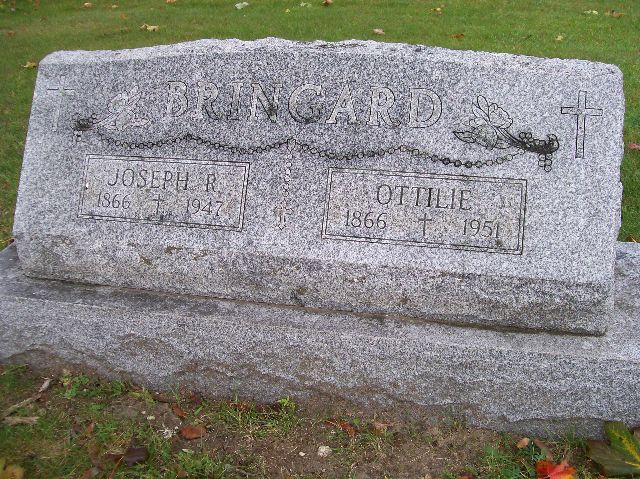 BRINGARD
JOSEPH R.
1866 1947
OTTILIE
1866 1951